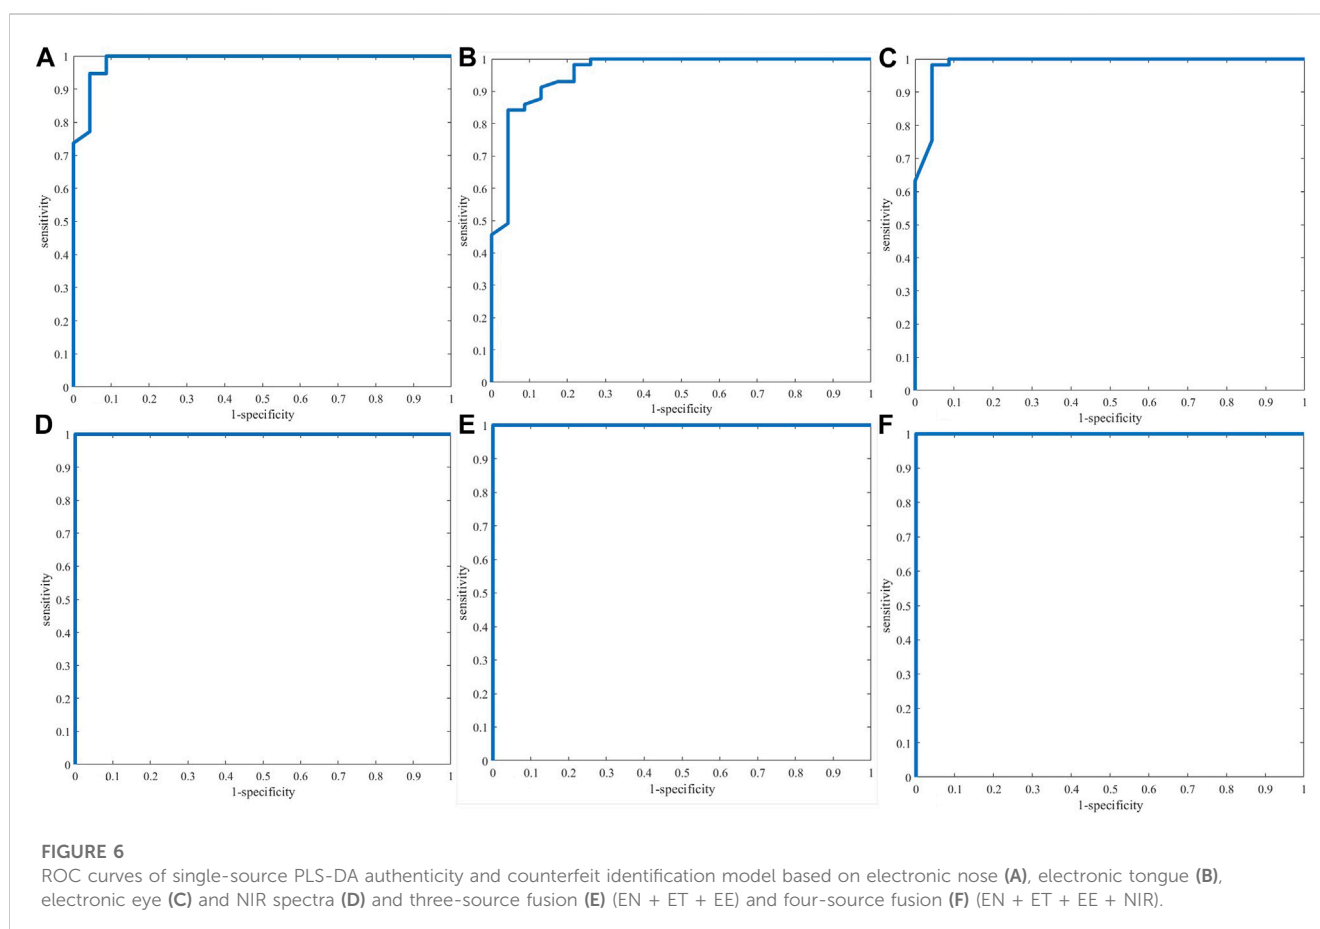 A
1
0.9
0.8
0.7
0.6
0.5
0.4
0.3
0.2
0.1
0
sensitivity
0 0.1 0.2 0.3 0.4 0.5 0.6 0.7 0.8 0.9 1
1-specificity
B
1
0.9
0.8
0.7
0.6
0.5
0.4
0.3
0.2
0.1
0
sensitivity
0 0.1 0.2 0.3 0.4 0.5 0.6 0.7 0.8 0.9 1
1-specificity
C
1
0.9
0.8
0.7
0.6
0.5
0.4
0.3
0.2
0.1
0
sensitivity
0 0.1 0.2 0.3 0.4 0.5 0.6 0.7 0.8 0.9 1
1-specificity
D
1
0.9
0.8
0.7
0.6
0.5
0.4
0.3
0.2
0.1
0
sensitivity
0 0.1 0.2 0.3 0.4 0.5 0.6 0.7 0.8 0.9 1
1-specificity
E
1
0.9
0.8
0.7
0.6
0.5
0.4
0.3
0.2
0.1
0
sensitivity
0 0.1 0.2 0.3 0.4 0.5 0.6 0.7 0.8 0.9 1
1-specificity
F
1
0.9
0.8
0.7
0.6
0.5
0.4
0.3
0.2
0.1
0
sensitivity
0 0.1 0.2 0.3 0.4 0.5 0.6 0.7 0.8 0.9 1
1-specificity
FIGURE 6
ROC curves of single-source PLS-DA authenticity and counterfeit identification model based on electronic nose (A), electronic tongue (B),
electronic eye (C) and NIR spectra (D) and three-source fusion (E) (EN + ET + EE) and four-source fusion (F) (EN + ET + EE + NIR).